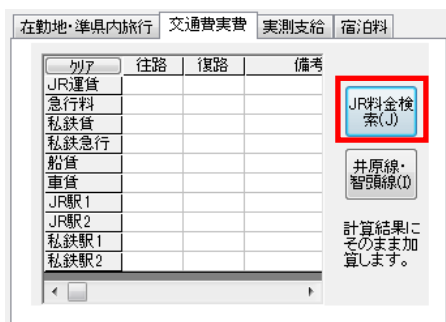 在勤地･準県内旅行 交通費実費 実測支給 宿泊料
クリア 往路 復路 備考
JR運賃
急行料
私鉄賃
私鉄急行
船賃
車賃
JR駅1
JR駅2
私鉄駅1
私鉄駅2
JR料金検
索(J)
井原線･
智頭線(I)
計算結果に
そのまま加
算します。